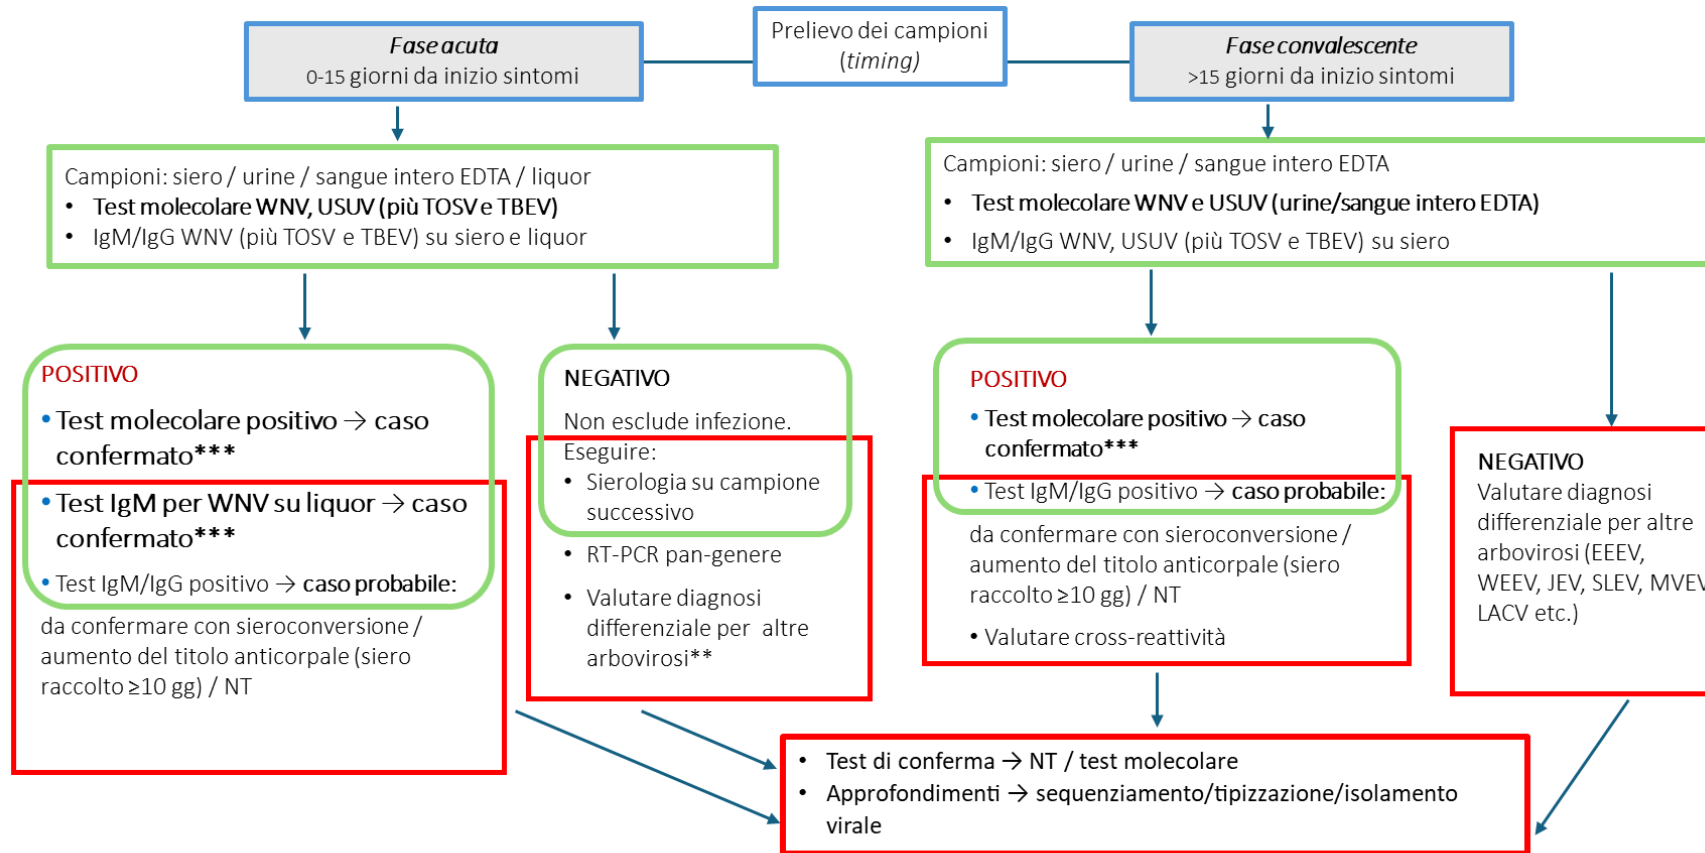 Prelievo dei campioni
(timing)
Fase acuta
0-15 giorni da inizio sintomi
Fase convalescente
>15 giorni da inizio sintomi
Campioni: siero / urine / sangue intero EDTA / liquor
• Test molecolare WNV, USUV (più TOSV e TBEV)
• IgM/IgG WNV (più TOSV e TBEV) su siero e liquor
Campioni: siero / urine / sangue intero EDTA
• Test molecolare WNV e USUV (urine/sangue intero EDTA)
• IgM/IgG WNV, USUV (più TOSV e TBEV) su siero
POSITIVO
• Test molecolare positivo → caso
confermato***
• Test IgM per WNV su liquor → caso
confermato***
• Test IgM/IgG positivo → caso probabile:
da confermare con sieroconversione /
aumento del titolo anticorpale (siero
raccolto ≥10 gg) / NT
NEGATIVO
Non esclude infezione.
Eseguire:
• Sierologia su campione
successivo
• RT-PCR pan-genere
• Valutare diagnosi
differenziale per altre
arbovirosi**
POSITIVO
• Test molecolare positivo → caso
confermato***
• Test IgM/IgG positivo → caso probabile:
da confermare con sieroconversione /
aumento del titolo anticorpale (siero
raccolto ≥10 gg) / NT
• Valutare cross-reattività
NEGATIVO
Valutare diagnosi
differenziale per altre
arbovirosi (EEEV,
WEEV, JEV, SLEV, MVEV
LACV etc.)
• Test di conferma → NT / test molecolare
• Approfondimenti → sequenziamento/tipizzazione/isolamento
virale